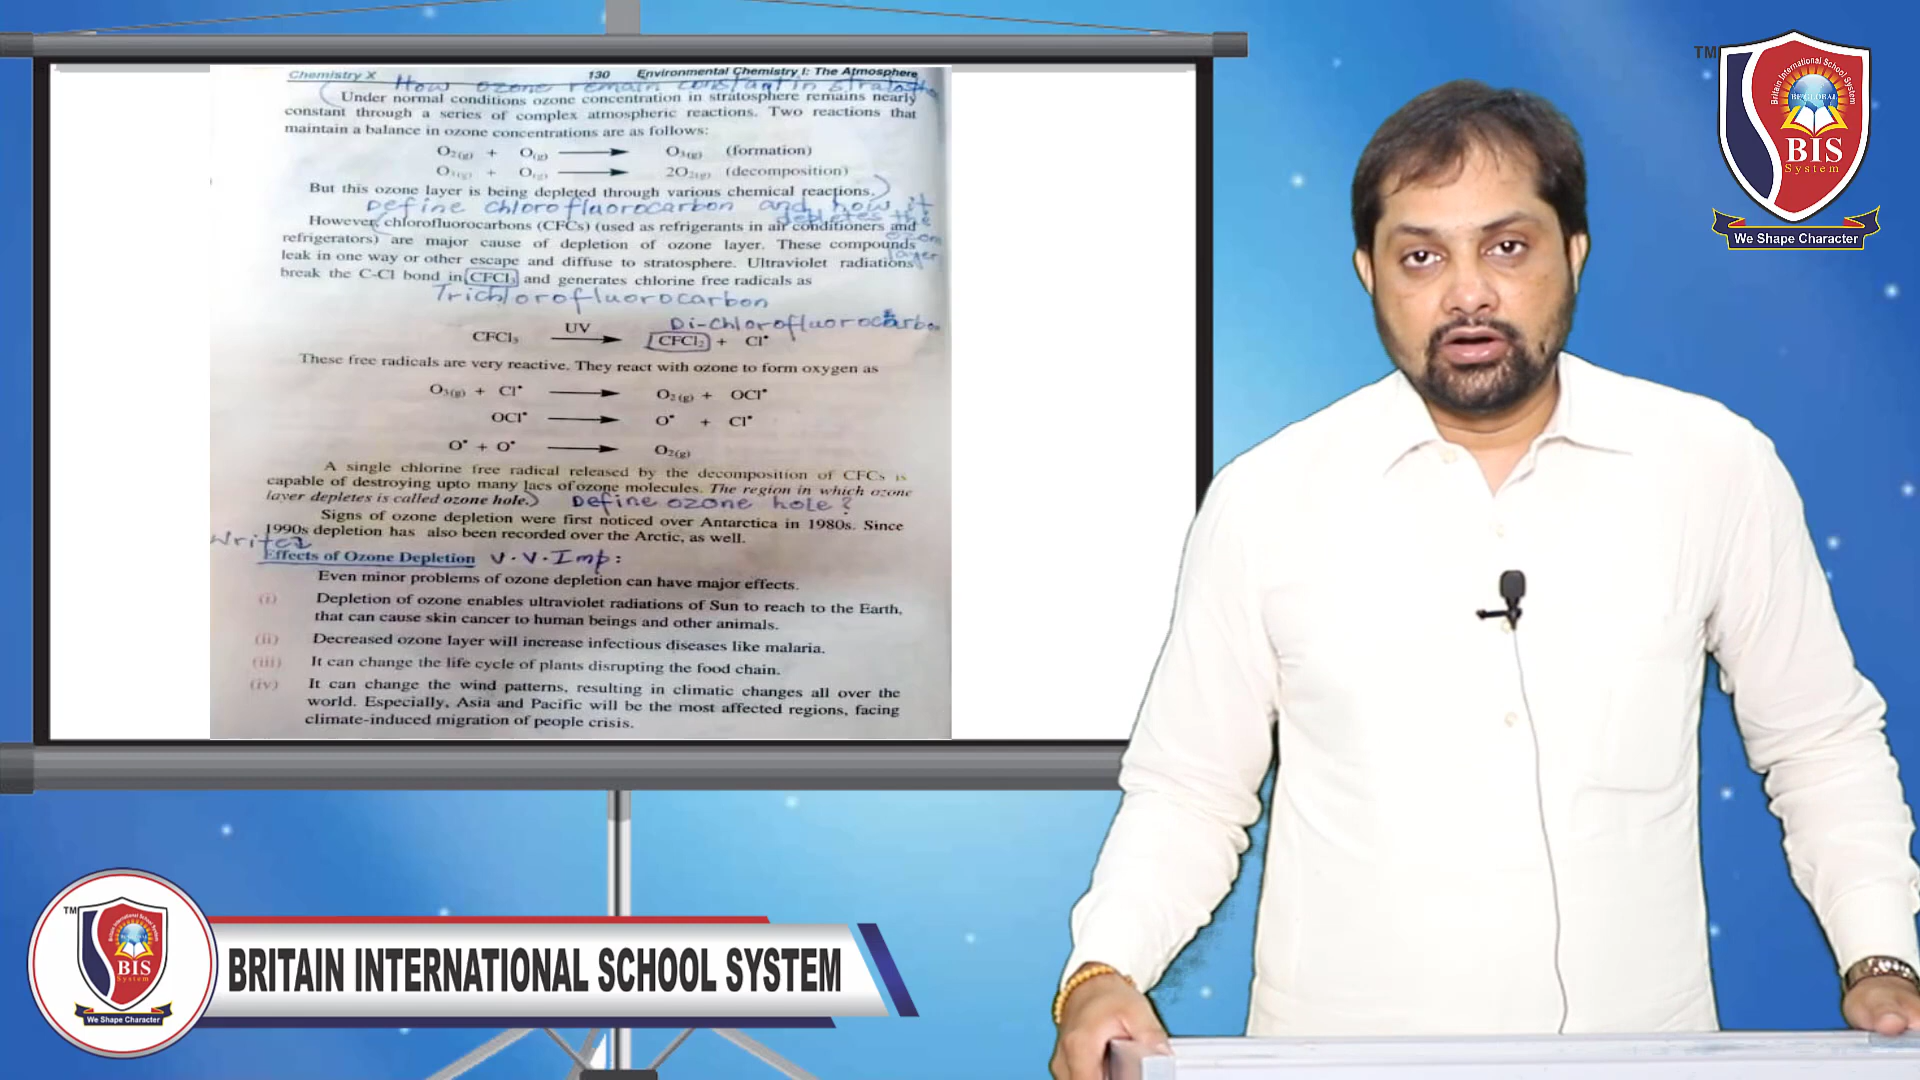 Chemistry X 130 Environmental Chemistry I: The Atmosphere
How ozone remain constant in
Under normal conditions ozone concentration in stratosphere remains nearly
constant through a series of complex atmospheric reactions. Two reactions that
maintain a balance in ozone concentrations are as follows:
O₂(g) + O(g) ⟶ O₃(g) (formation)
O₃(g) + O(g) ⟶ 2O₂(g) (decomposition)
But this ozone layer is being depleted through various chemical reactions.
Define chlorofluorocarbon and how it
depletes the
However, chlorofluorocarbons (CFCs) (used as refrigerants in air conditioners and
ozon
refrigerators) are major cause of depletion of ozone layer. These compounds
layer
leak in one way or other escape and diffuse to stratosphere. Ultraviolet radiations
break the C-Cl bond in CFCl₃ and generates chlorine free radicals as
Trichlorofluorocarbon
Di-chlorofluorocarbon
CFCl₃ UV ⟶ CFCl₂ + Cl•
These free radicals are very reactive. They react with ozone to form oxygen as
O₃(g) + Cl• ⟶ O₂(g) + OCl•
OCl• ⟶ O• + Cl•
O• + O• ⟶ O₂(g)
A single chlorine free radical released by the decomposition of CFCs is
capable of destroying upto many lacs of ozone molecules. The region in which ozone
layer depletes is called ozone hole.) Define ozone hole?
Signs of ozone depletion were first noticed over Antarctica in 1980s. Since
1990s depletion has also been recorded over the Arctic, as well.
Effects of Ozone Depletion V.V.Imp:
Even minor problems of ozone depletion can have major effects.
(i) Depletion of ozone enables ultraviolet radiations of Sun to reach to the Earth,
that can cause skin cancer to human beings and other animals.
(ii) Decreased ozone layer will increase infectious diseases like malaria.
(iii) It can change the life cycle of plants disrupting the food chain.
(iv) It can change the wind patterns, resulting in climatic changes all over the
world. Especially, Asia and Pacific will be the most affected regions, facing
climate-induced migration of people crisis.
TM
Britain International School System
BE GLOBAL
BIS
System
We Shape Character
TM
BIS
System
We Shape Character
BRITAIN INTERNATIONAL SCHOOL SYSTEM